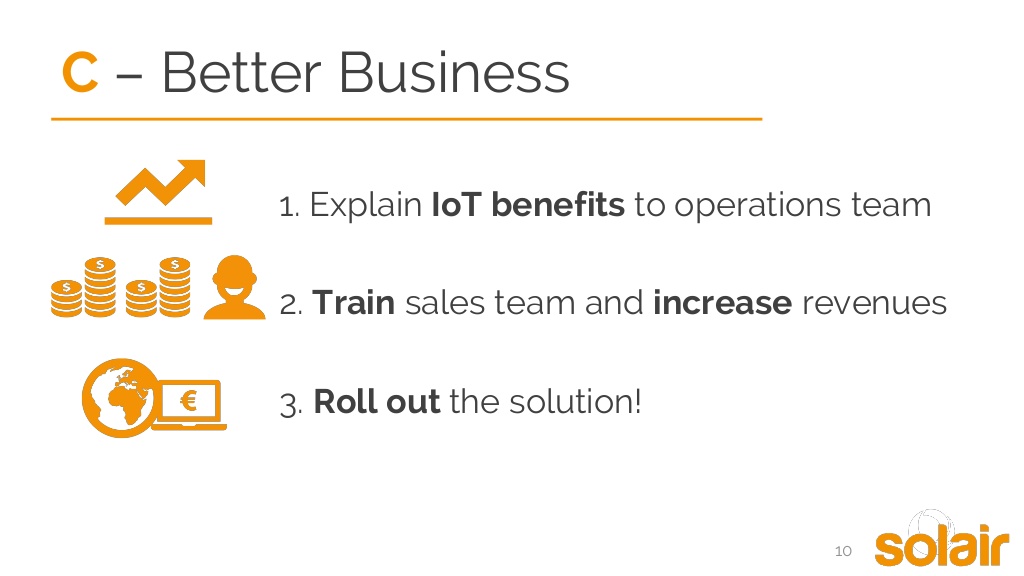 C – Better Business
1. Explain IoT benefits to operations team
$ $ $ $
2. Train sales team and increase revenues
€
3. Roll out the solution!
10
solair